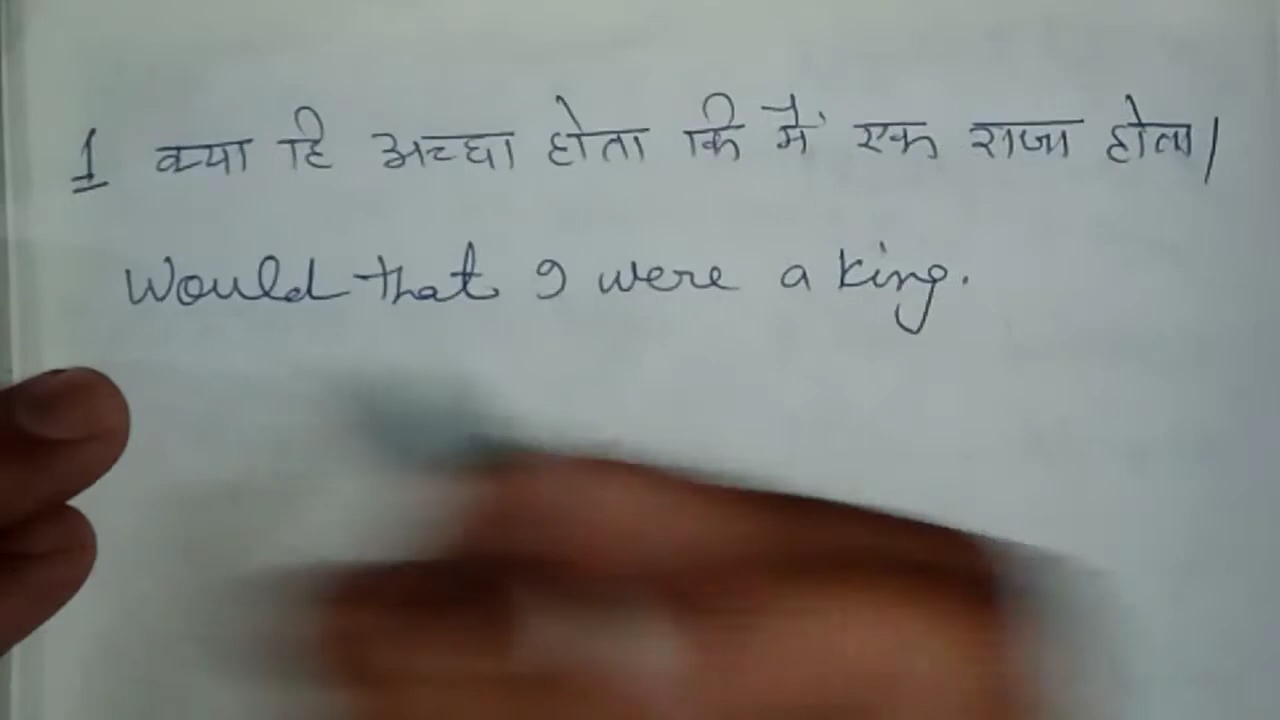 1 क्या हि अच्छा होता कि मैं एक राजा होता।
Would that I were a king.